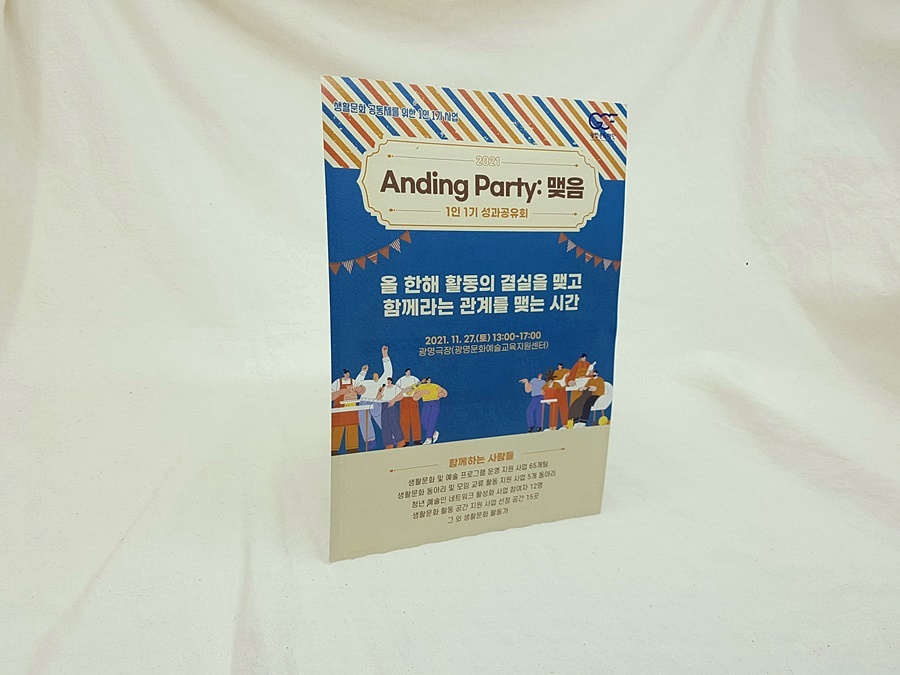 생활문화 공동체를 위한 1인 1기 사업
GCF
2021
Anding Party: 맺음
1인 1기 성과공유회
올 한해 활동의 결실을 맺고
함께라는 관계를 맺는 시간
2021. 11. 27.(토) 13:00-17:00
광명극장(광명문화예술교육지원센터)
함께하는 사람들
생활문화 및 예술 프로그램 운영 지원 사업 65개팀
생활문화 동아리 및 모임 교류 활동 지원 사업 5개 동아리
청년 예술인 네트워크 활성화 사업 참여자 12명
생활문화 활동 공간 지원 사업 선정 공간 15곳
그 외 생활문화 활동가